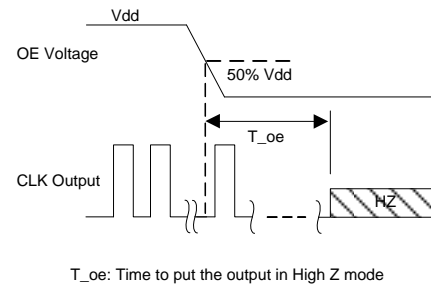 Vdd
OE Voltage
50% Vdd
T_oe
CLK Output
HZ
T_oe: Time to put the output in High Z mode